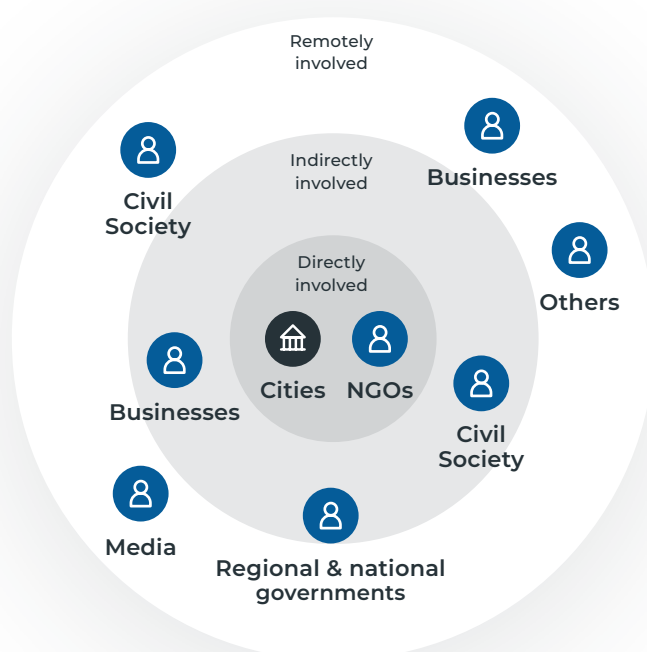 Remotely
involved
Businesses
Civil
Society
Indirectly
involved
Others
Directly
involved
Cities
NGOs
Businesses
Civil
Society
Media
Regional & national
governments